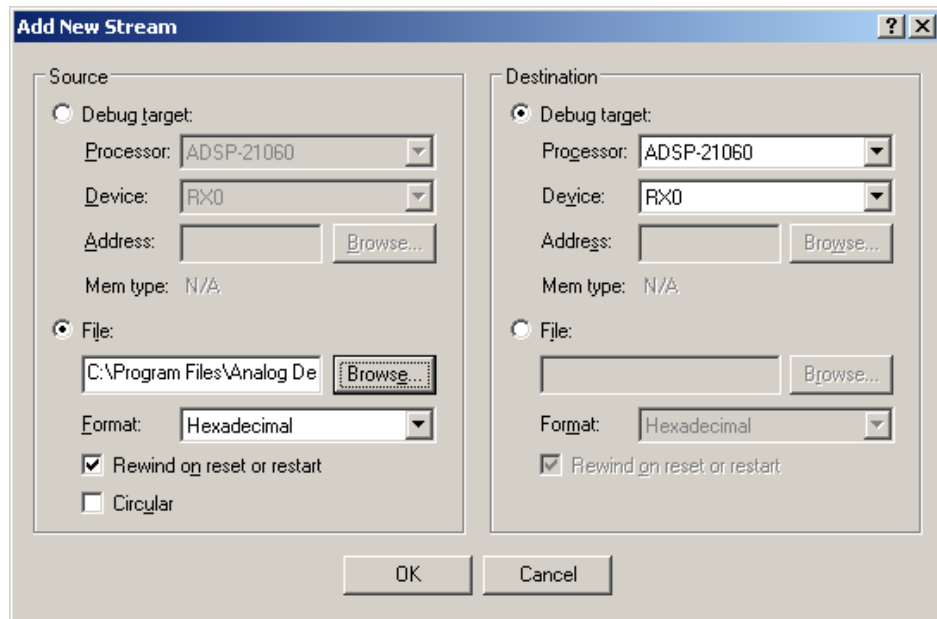 Add New Stream
Source
Debug target:
Processor: ADSP-21060
Device: RX0
Address: Browse...
Mem type: N/A
File:
C:\Program Files\Analog De Browse...
Format: Hexadecimal
Rewind on reset or restart
Circular
Destination
Debug target:
Processor: ADSP-21060
Device: RX0
Address: Browse...
Mem type: N/A
File:
Browse...
Format: Hexadecimal
Rewind on reset or restart
OK Cancel